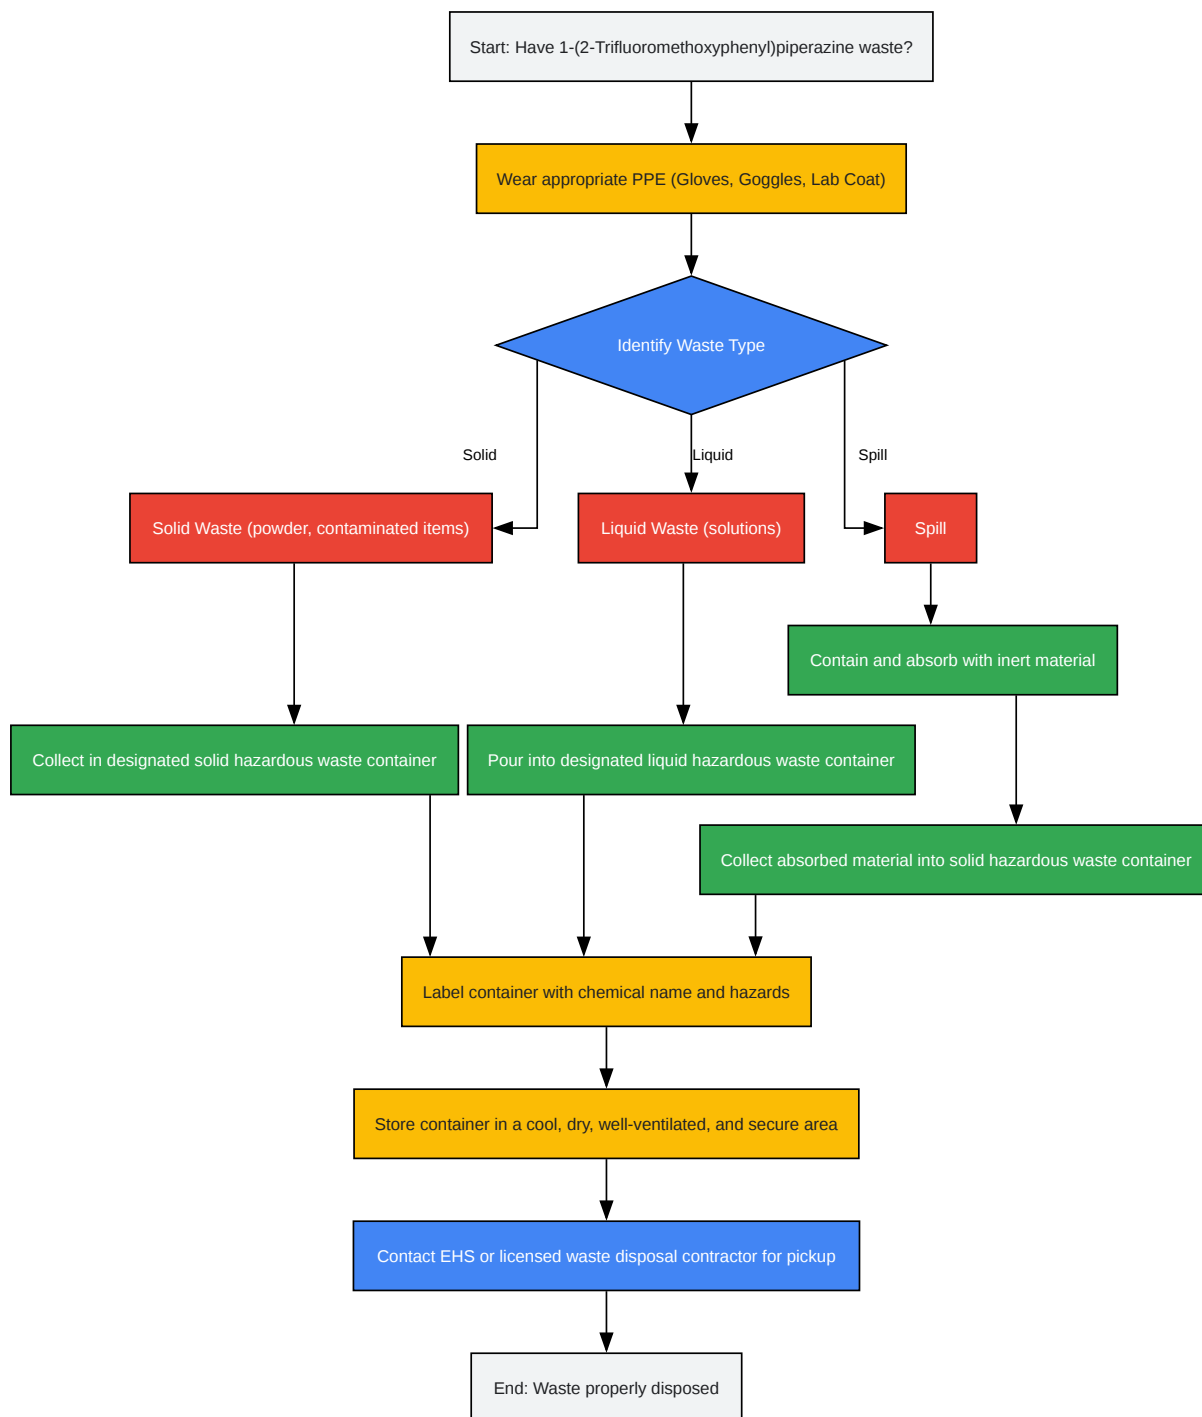 Start: Have 1-(2-Trifluoromethoxyphenyl)piperazine waste?
Wear appropriate PPE (Gloves, Goggles, Lab Coat)
Identify Waste Type
Solid
Liquid
Spill
Solid Waste (powder, contaminated items)
Liquid Waste (solutions)
Spill
Contain and absorb with inert material
Collect in designated solid hazardous waste container
Pour into designated liquid hazardous waste container
Collect absorbed material into solid hazardous waste container
Label container with chemical name and hazards
Store container in a cool, dry, well-ventilated, and secure area
Contact EHS or licensed waste disposal contractor for pickup
End: Waste properly disposed